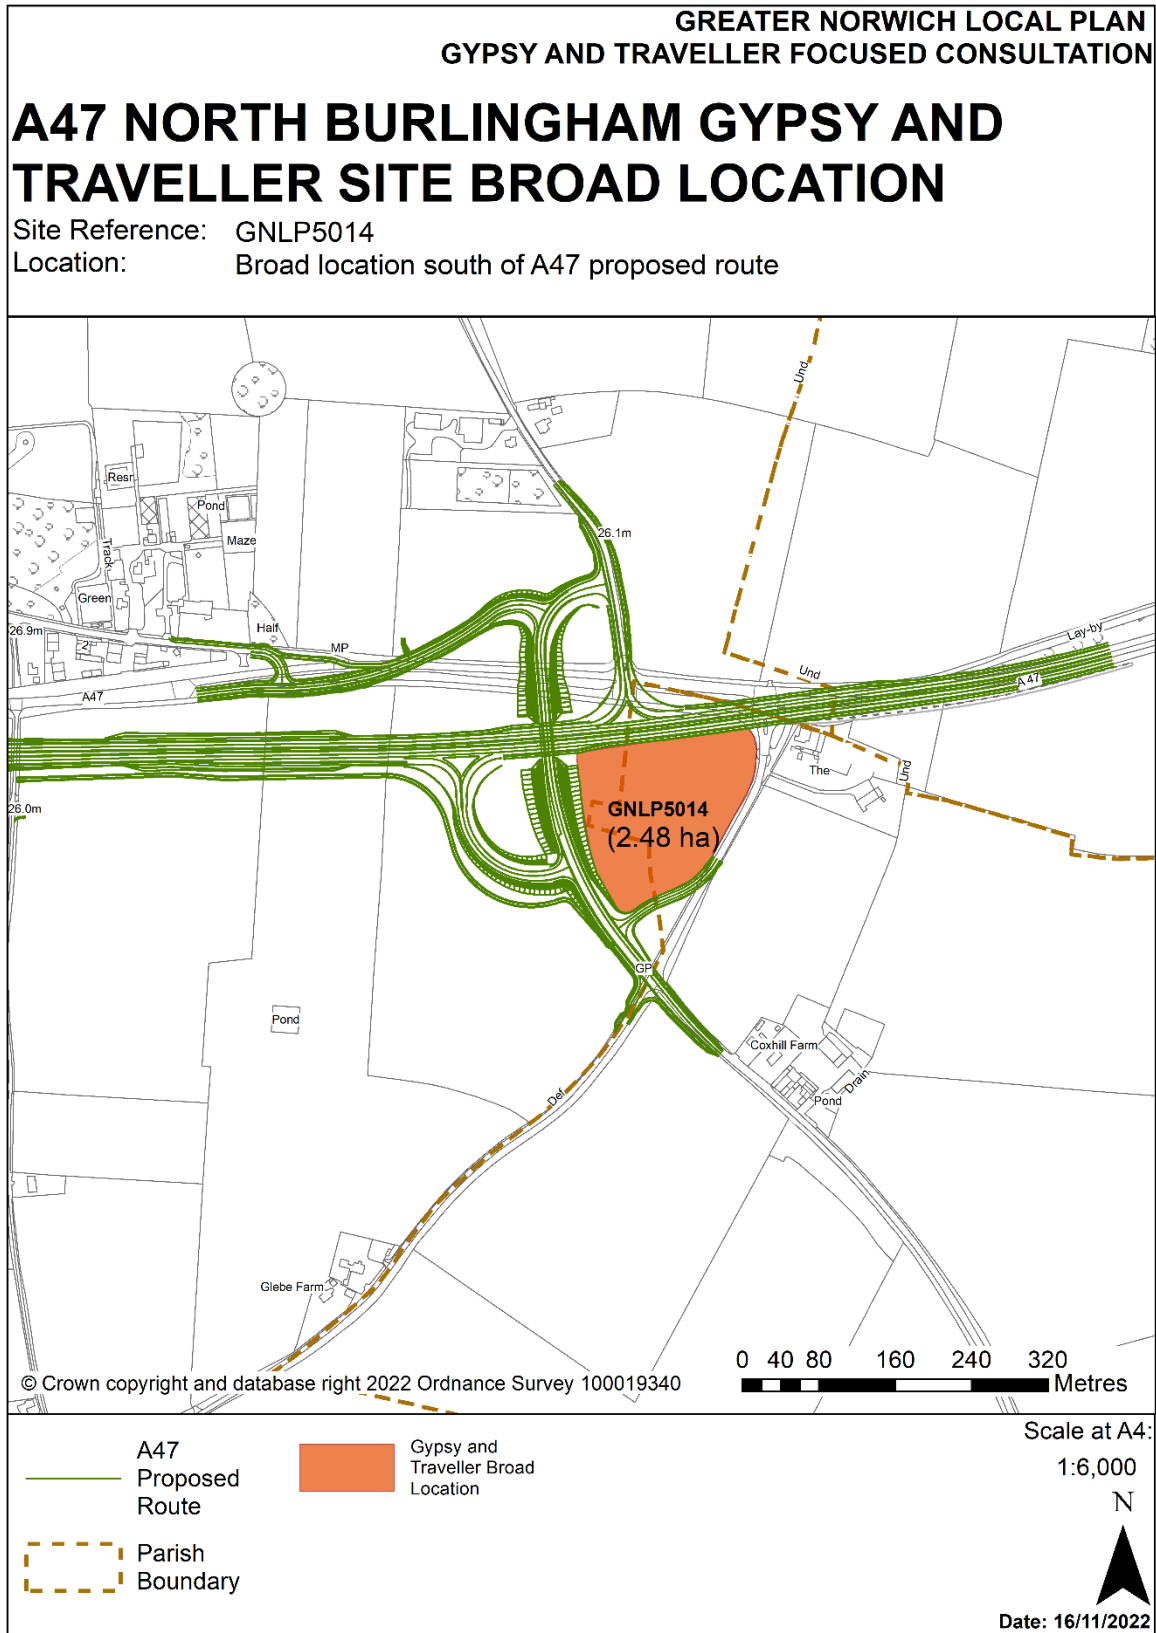 GREATER NORWICH LOCAL PLAN
GYPSY AND TRAVELLER FOCUSED CONSULTATION
A47 NORTH BURLINGHAM GYPSY AND
TRAVELLER SITE BROAD LOCATION
Site Reference: GNLP5014
Location: Broad location south of A47 proposed route
Und
Resr
Pond
Maze
Track
26.1m
Green
Half
26.9m
2
MP
Lay-by
Und
A47
A 47
The
Und
26.0m
GNLP5014
(2.48 ha)
GP
Pond
Coxhill Farm
Drain
Pond
Def
Glebe Farm
0 40 80 160 240 320
Metres
© Crown copyright and database right 2022 Ordnance Survey 100019340
A47
Proposed
Route
Gypsy and
Traveller Broad
Location
Parish
Boundary
Scale at A4:
1:6,000
N
Date: 16/11/2022